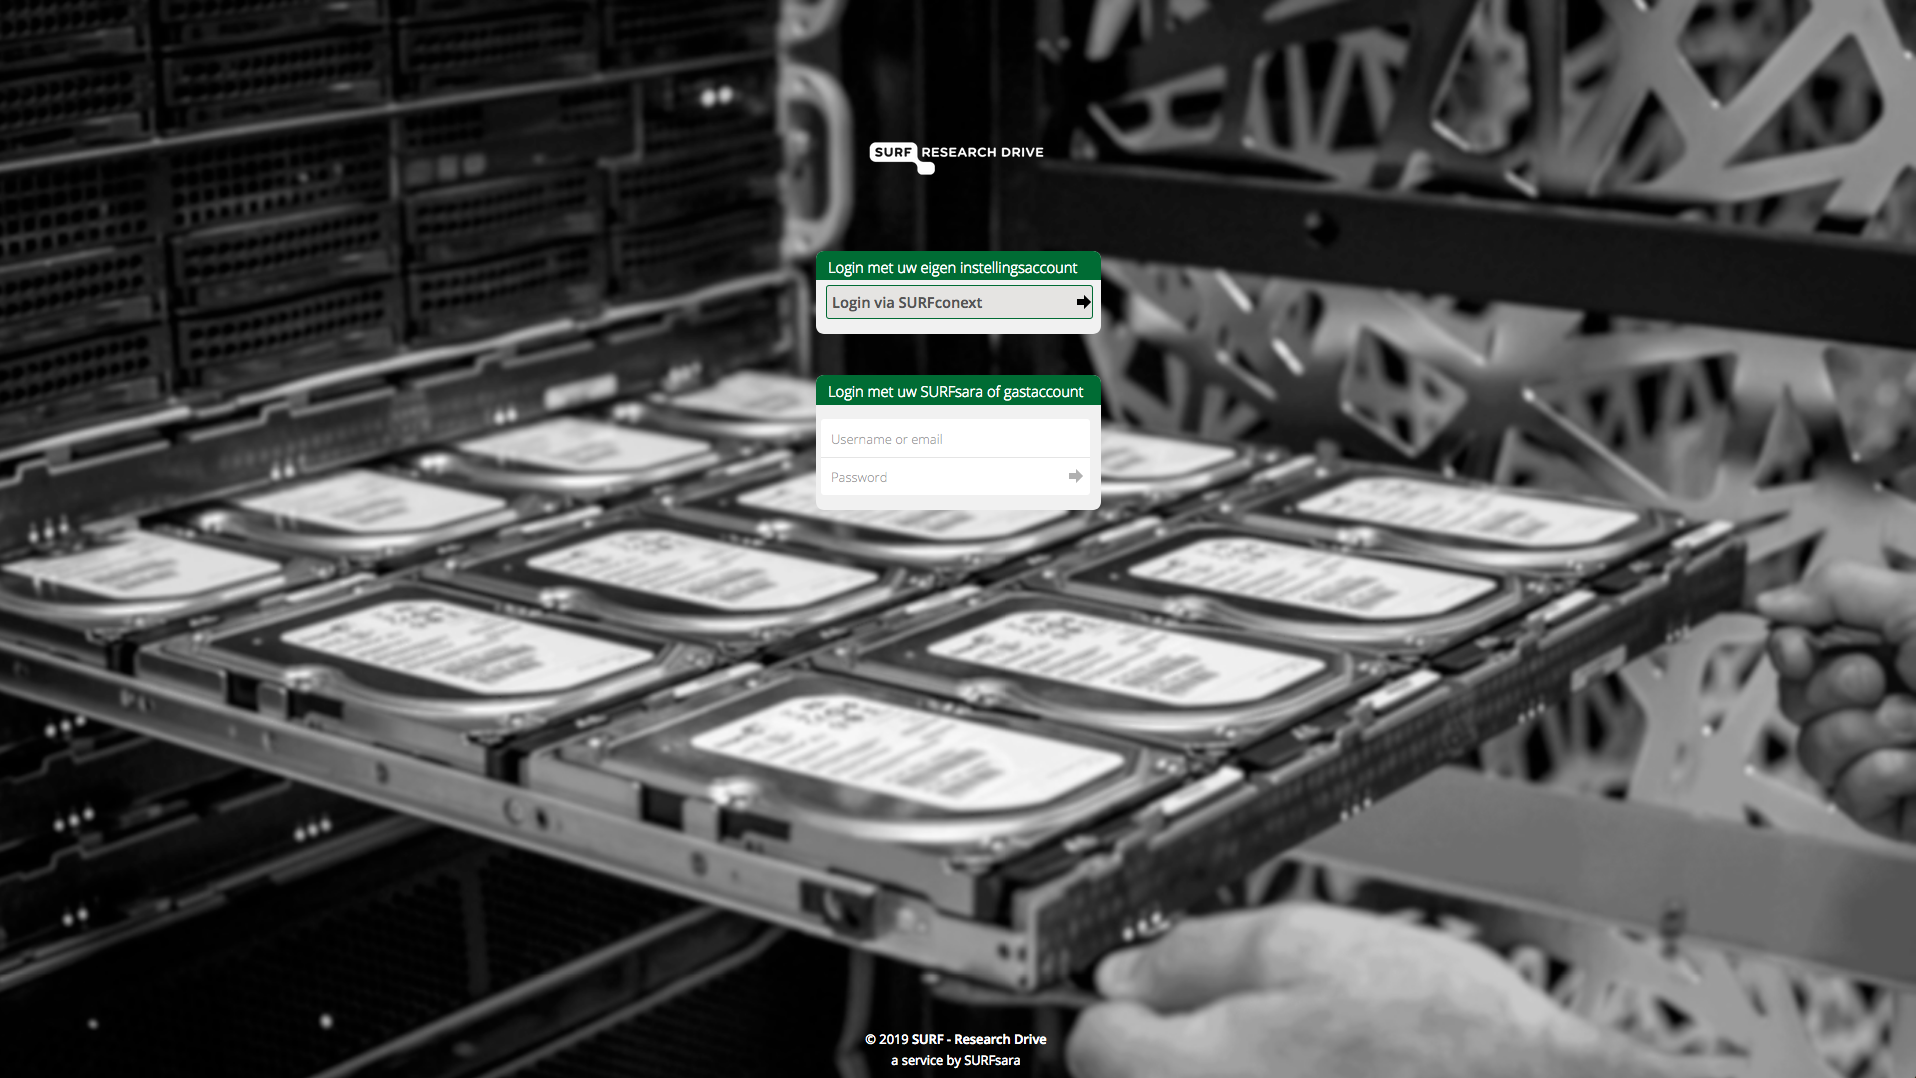 SURF RESEARCH DRIVE
Login met uw eigen instellingsaccount
Login via SURFconext
Login met uw SURFsara of gastaccount
Username or email
Password
© 2019 SURF - Research Drive
a service by SURFsara